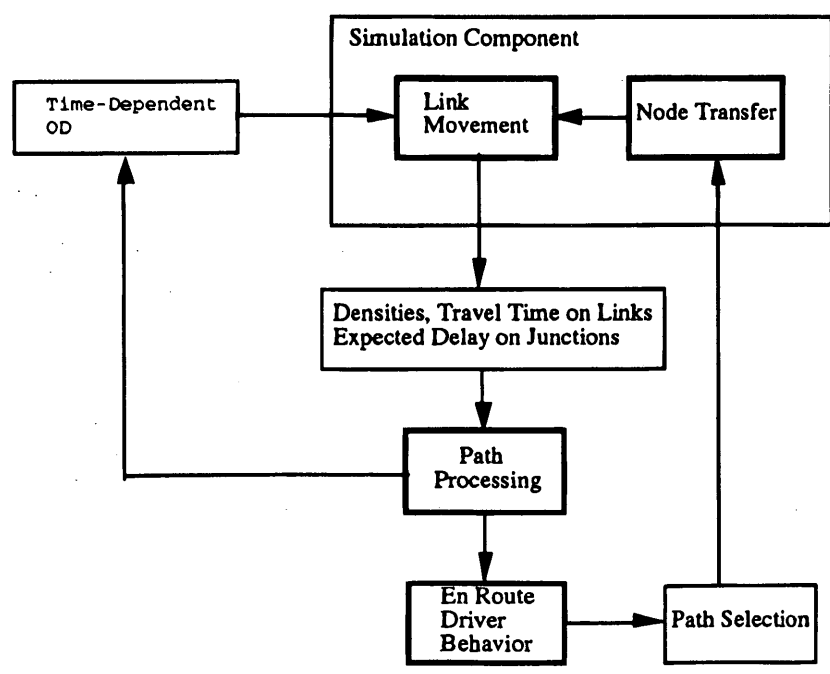 Simulation Component
Time-Dependent
OD
Link
Movement
Node Transfer
Densities, Travel Time on Links
Expected Delay on Junctions
Path
Processing
En Route
Driver
Behavior
Path Selection